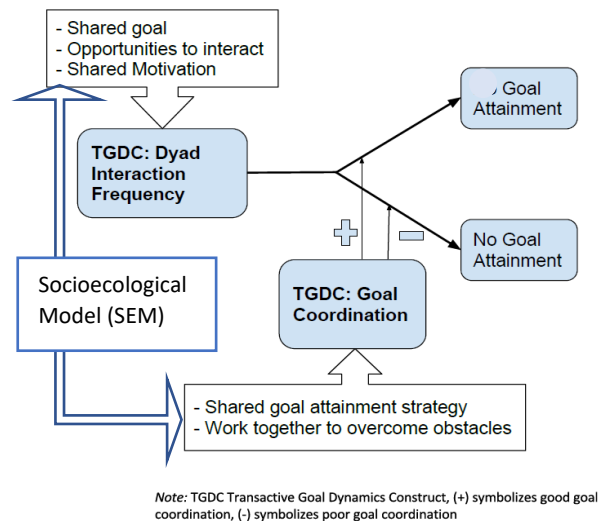 - Shared goal
- Opportunities to interact
- Shared Motivation
Goal
Attainment
TGDC: Dyad
Interaction
Frequency
No Goal
Attainment
+
-
Socioecological
Model (SEM)
TGDC: Goal
Coordination
- Shared goal attainment strategy
- Work together to overcome obstacles
Note: TGDC Transactive Goal Dynamics Construct, (+) symbolizes good goal
coordination, (-) symbolizes poor goal coordination